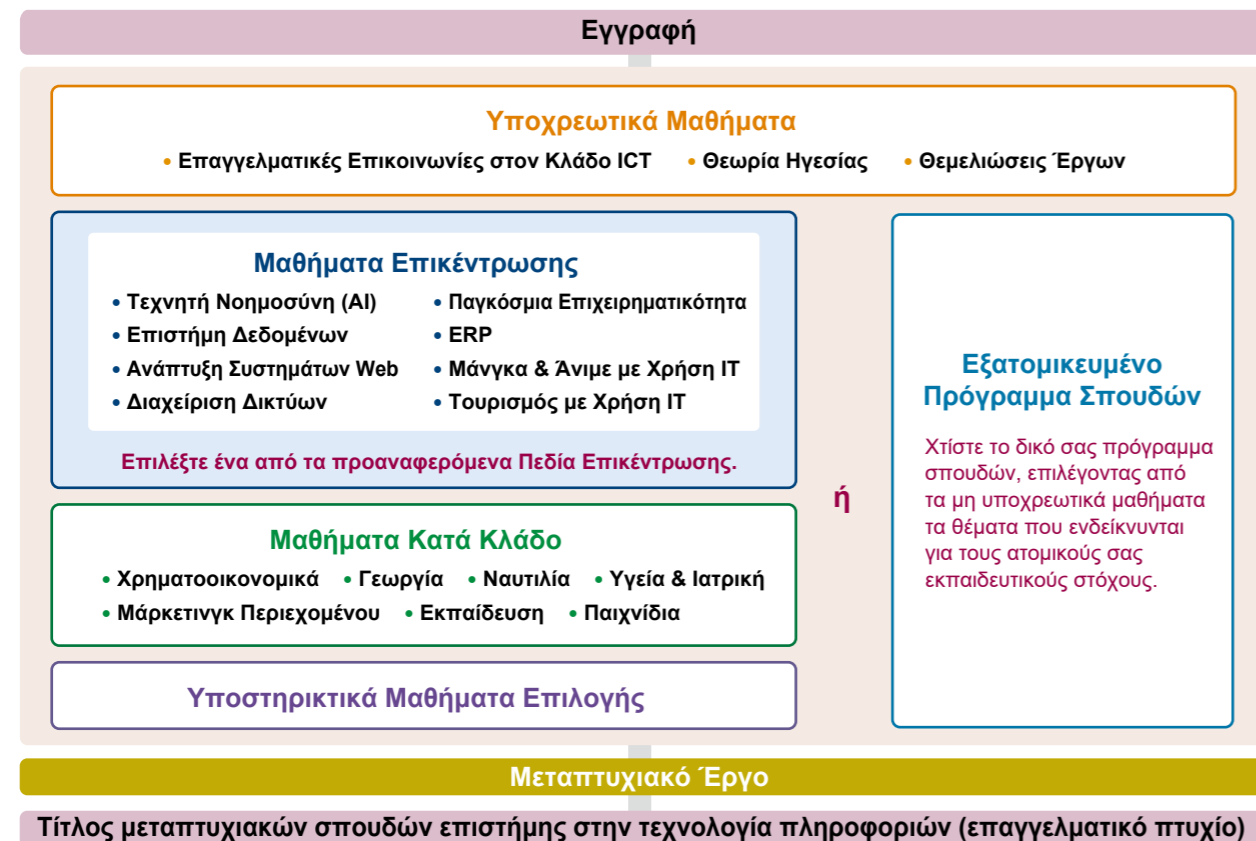 Εγγραφή
Υποχρεωτικά Μαθήματα
• Επαγγελματικές Επικοινωνίες στον Κλάδο ICT • Θεωρία Ηγεσίας • Θεμελιώσεις Έργων
Μαθήματα Επικέντρωσης
• Τεχνητή Νοημοσύνη (AI)
• Επιστήμη Δεδομένων
• Ανάπτυξη Συστημάτων Web
• Διαχείριση Δικτύων
• Παγκόσμια Επιχειρηματικότητα
• ERP
• Μάνγκα & Άνιμε με Χρήση IT
• Τουρισμός με Χρήση IT
Επιλέξτε ένα από τα προαναφερόμενα Πεδία Επικέντρωσης.
Μαθήματα Κατά Κλάδο
• Χρηματοοικονομικά • Γεωργία • Ναυτιλία • Υγεία & Ιατρική
• Μάρκετινγκ Περιεχομένου • Εκπαίδευση • Παιχνίδια
Υποστηρικτικά Μαθήματα Επιλογής
ή
Εξατομικευμένο
Πρόγραμμα Σπουδών
Χτίστε το δικό σας πρόγραμμα
σπουδών, επιλέγοντας από
τα μη υποχρεωτικά μαθήματα
τα θέματα που ενδείκνυνται
για τους ατομικούς σας
εκπαιδευτικούς στόχους.
Μεταπτυχιακό Έργο
Τίτλος μεταπτυχιακών σπουδών επιστήμης στην τεχνολογία πληροφοριών (επαγγελματικό πτυχίο)